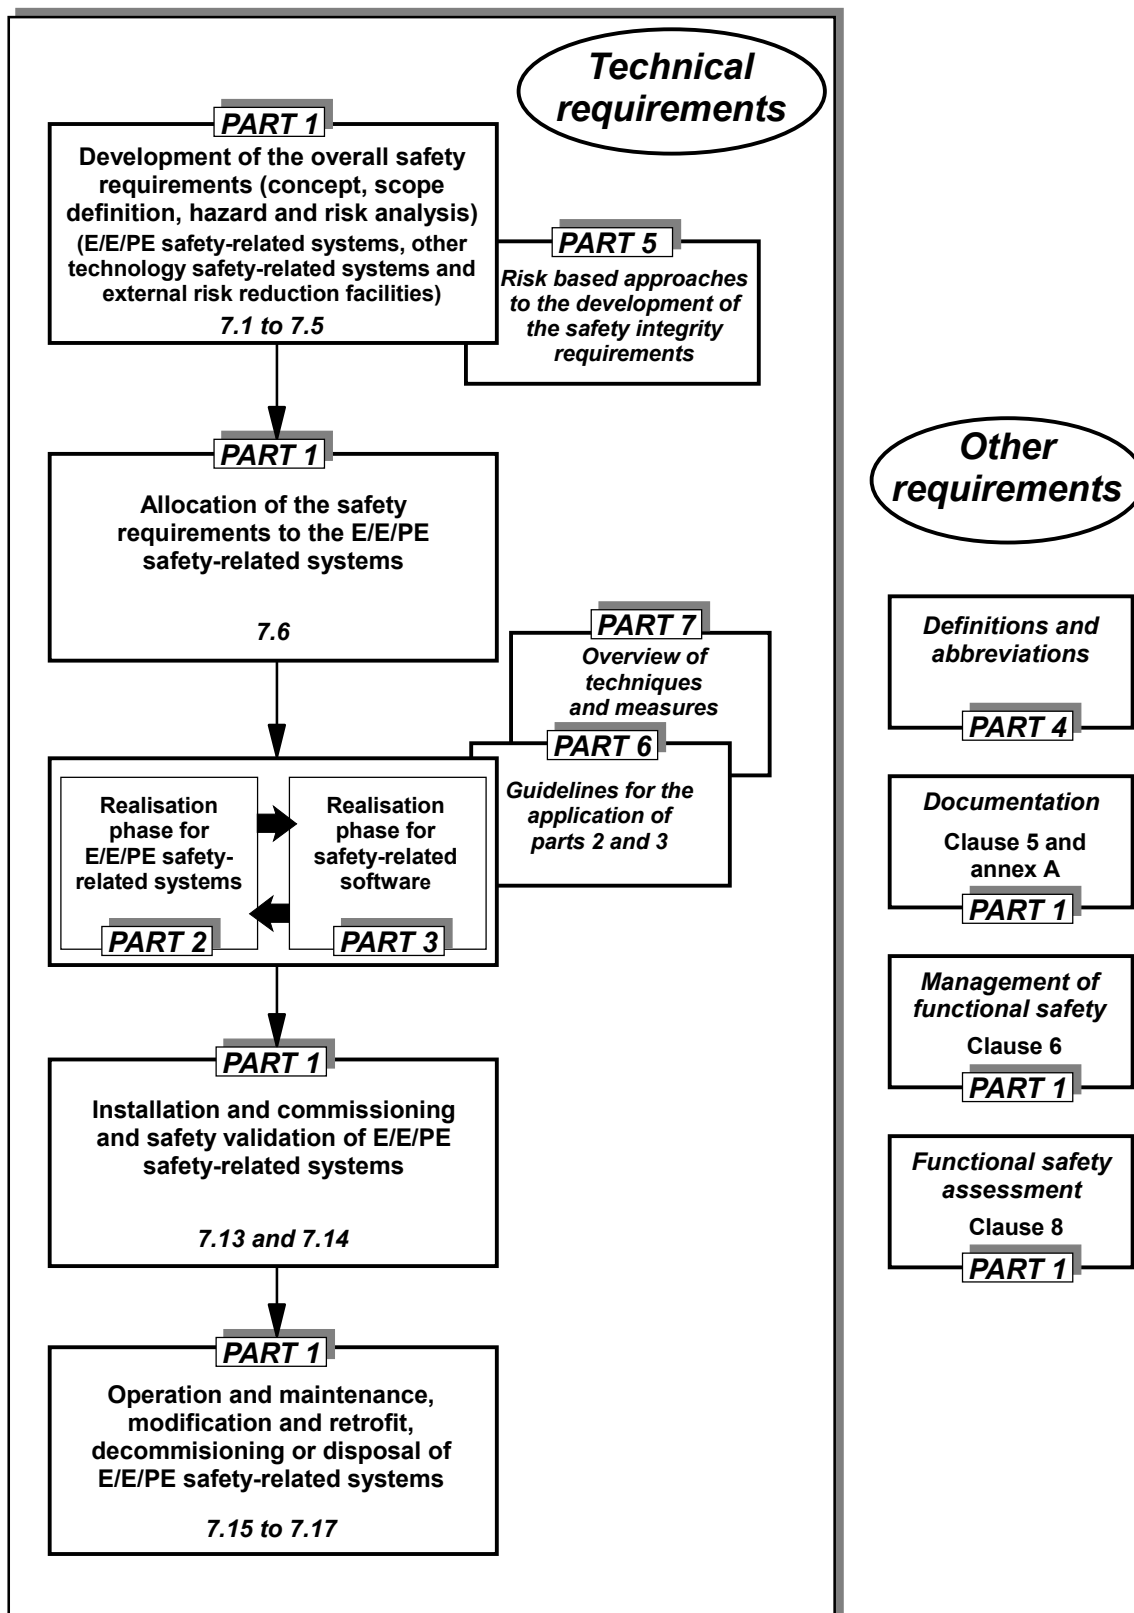 Technical
requirements
PART 1
Development of the overall safety
requirements (concept, scope
definition, hazard and risk analysis)
(E/E/PE safety-related systems, other
technology safety-related systems and
external risk reduction facilities)
7.1 to 7.5
PART 5
Risk based approaches
to the development of
the safety integrity
requirements
PART 1
Allocation of the safety
requirements to the E/E/PE
safety-related systems
7.6
PART 7
Overview of
techniques
and measures
PART 6
Guidelines for the
application of
parts 2 and 3
Realisation
phase for
E/E/PE safety-
related systems
PART 2
Realisation
phase for
safety-related
software
PART 3
PART 1
Installation and commissioning
and safety validation of E/E/PE
safety-related systems
7.13 and 7.14
PART 1
Operation and maintenance,
modification and retrofit,
decommisioning or disposal of
E/E/PE safety-related systems
7.15 to 7.17
Other
requirements
Definitions and
abbreviations
PART 4
Documentation
Clause 5 and
annex A
PART 1
Management of
functional safety
Clause 6
PART 1
Functional safety
assessment
Clause 8
PART 1